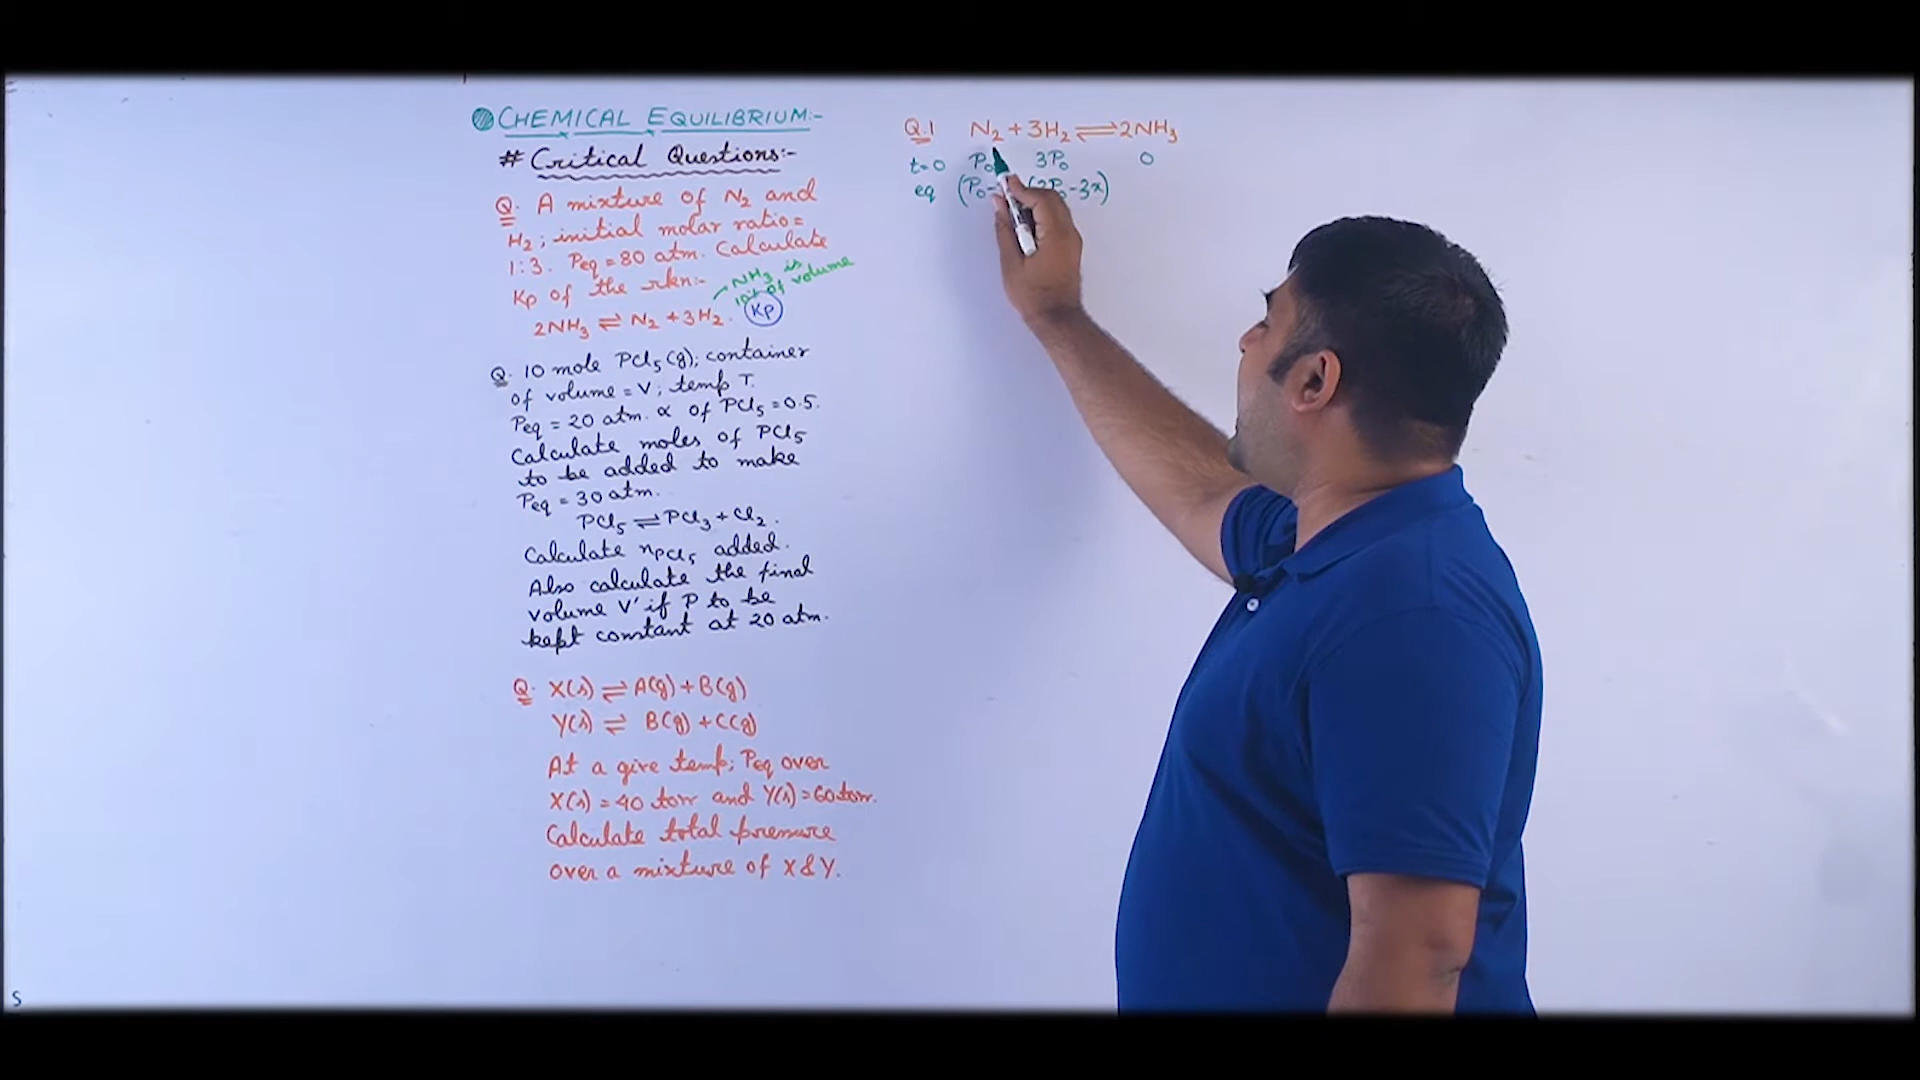 CHEMICAL EQUILIBRIUM:-
# Critical Questions:-
Q. A mixture of N₂ and
H₂; initial molar ratio=
1:3. Peq = 80 atm. Calculate
Kp of the rxn:-
→ NH₃ is
10% of volume
2NH₃ ⇌ N₂ + 3H₂. Kp
Q. 10 mole PCl₅(g); container
of volume = V; temp T.
Peq = 20 atm. α of PCl₅ = 0.5.
Calculate moles of PCl₅
to be added to make
Peq = 30 atm.
PCl₅ ⇌ PCl₃ + Cl₂.
Calculate nPCl₅ added.
Also calculate the final
volume V' if P to be
kept constant at 20 atm.
Q. X(s) ⇌ A(g) + B(g)
Y(s) ⇌ B(g) + C(g)
At a give temp; Peq over
X(s) = 40 torr and Y(s) = 60 torr.
Calculate total pressure
over a mixture of X & Y.
Q.1 N₂ + 3H₂ ⇌ 2NH₃
t=0 P₀ 3P₀ 0
eq (P₀- -3x)
S